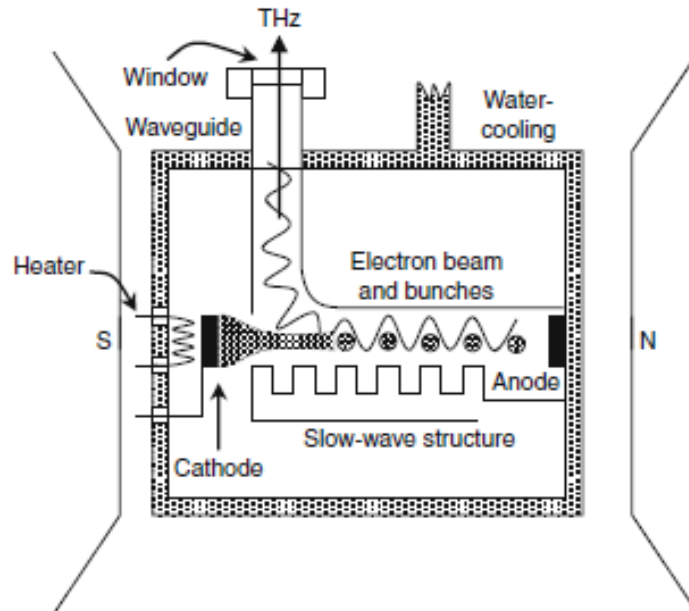 THz
Window
Waveguide
Water-
cooling
Heater
Electron beam
and bunches
S
N
Anode
Slow-wave structure
Cathode